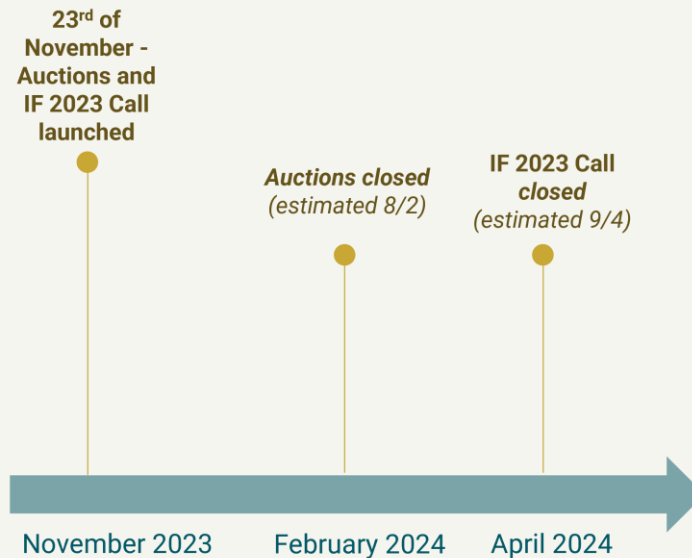 23rd of
November -
Auctions and
IF 2023 Call
launched
Auctions closed
(estimated 8/2)
IF 2023 Call
closed
(estimated 9/4)
November 2023
February 2024
April 2024